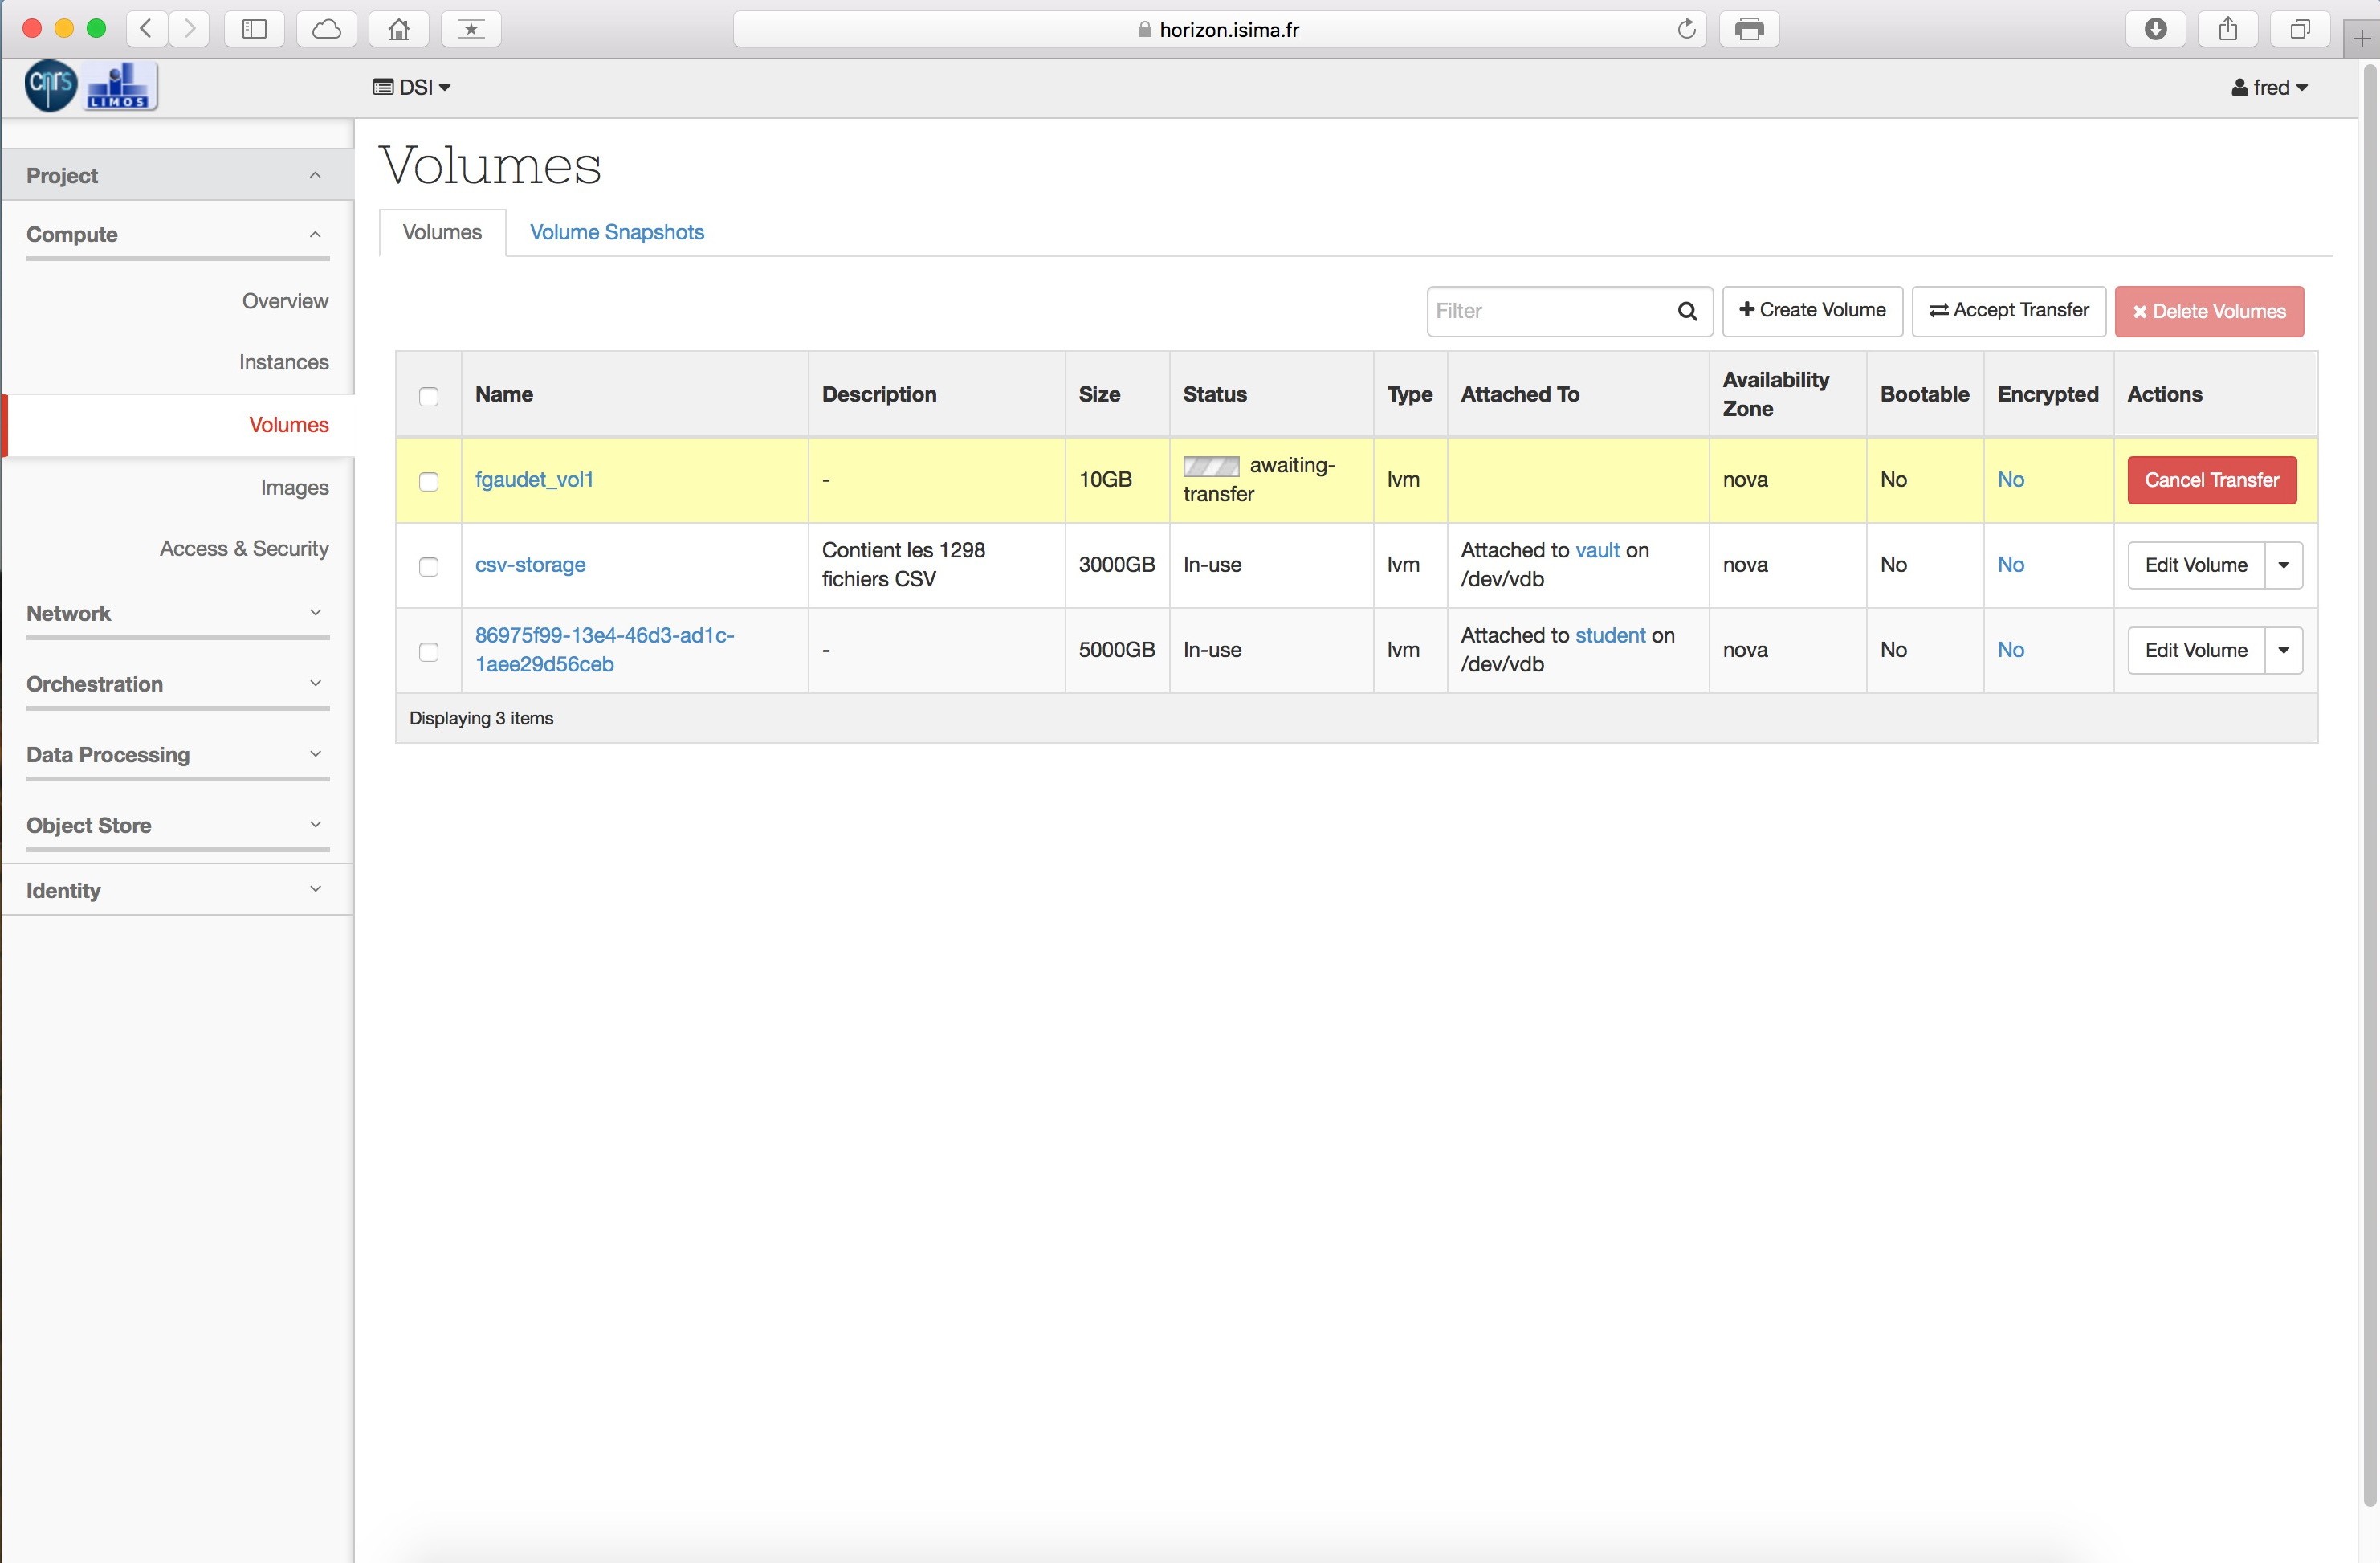 horizon.isima.fr
cnrs
LIMOS
DSI
fred
Project
Compute
Overview
Instances
Volumes
Images
Access & Security
Network
Orchestration
Data Processing
Object Store
Identity
Volumes
Volumes Volume Snapshots
Filter Create Volume Accept Transfer Delete Volumes
Name Description Size Status Type Attached To Availability Zone Bootable Encrypted Actions
fgaudet_vol1 - 10GB awaiting-transfer lvm nova No No Cancel Transfer
csv-storage Contient les 1298 fichiers CSV 3000GB In-use lvm Attached to vault on /dev/vdb nova No No Edit Volume
86975f99-13e4-46d3-ad1c-1aee29d56ceb - 5000GB In-use lvm Attached to student on /dev/vdb nova No No Edit Volume
Displaying 3 items